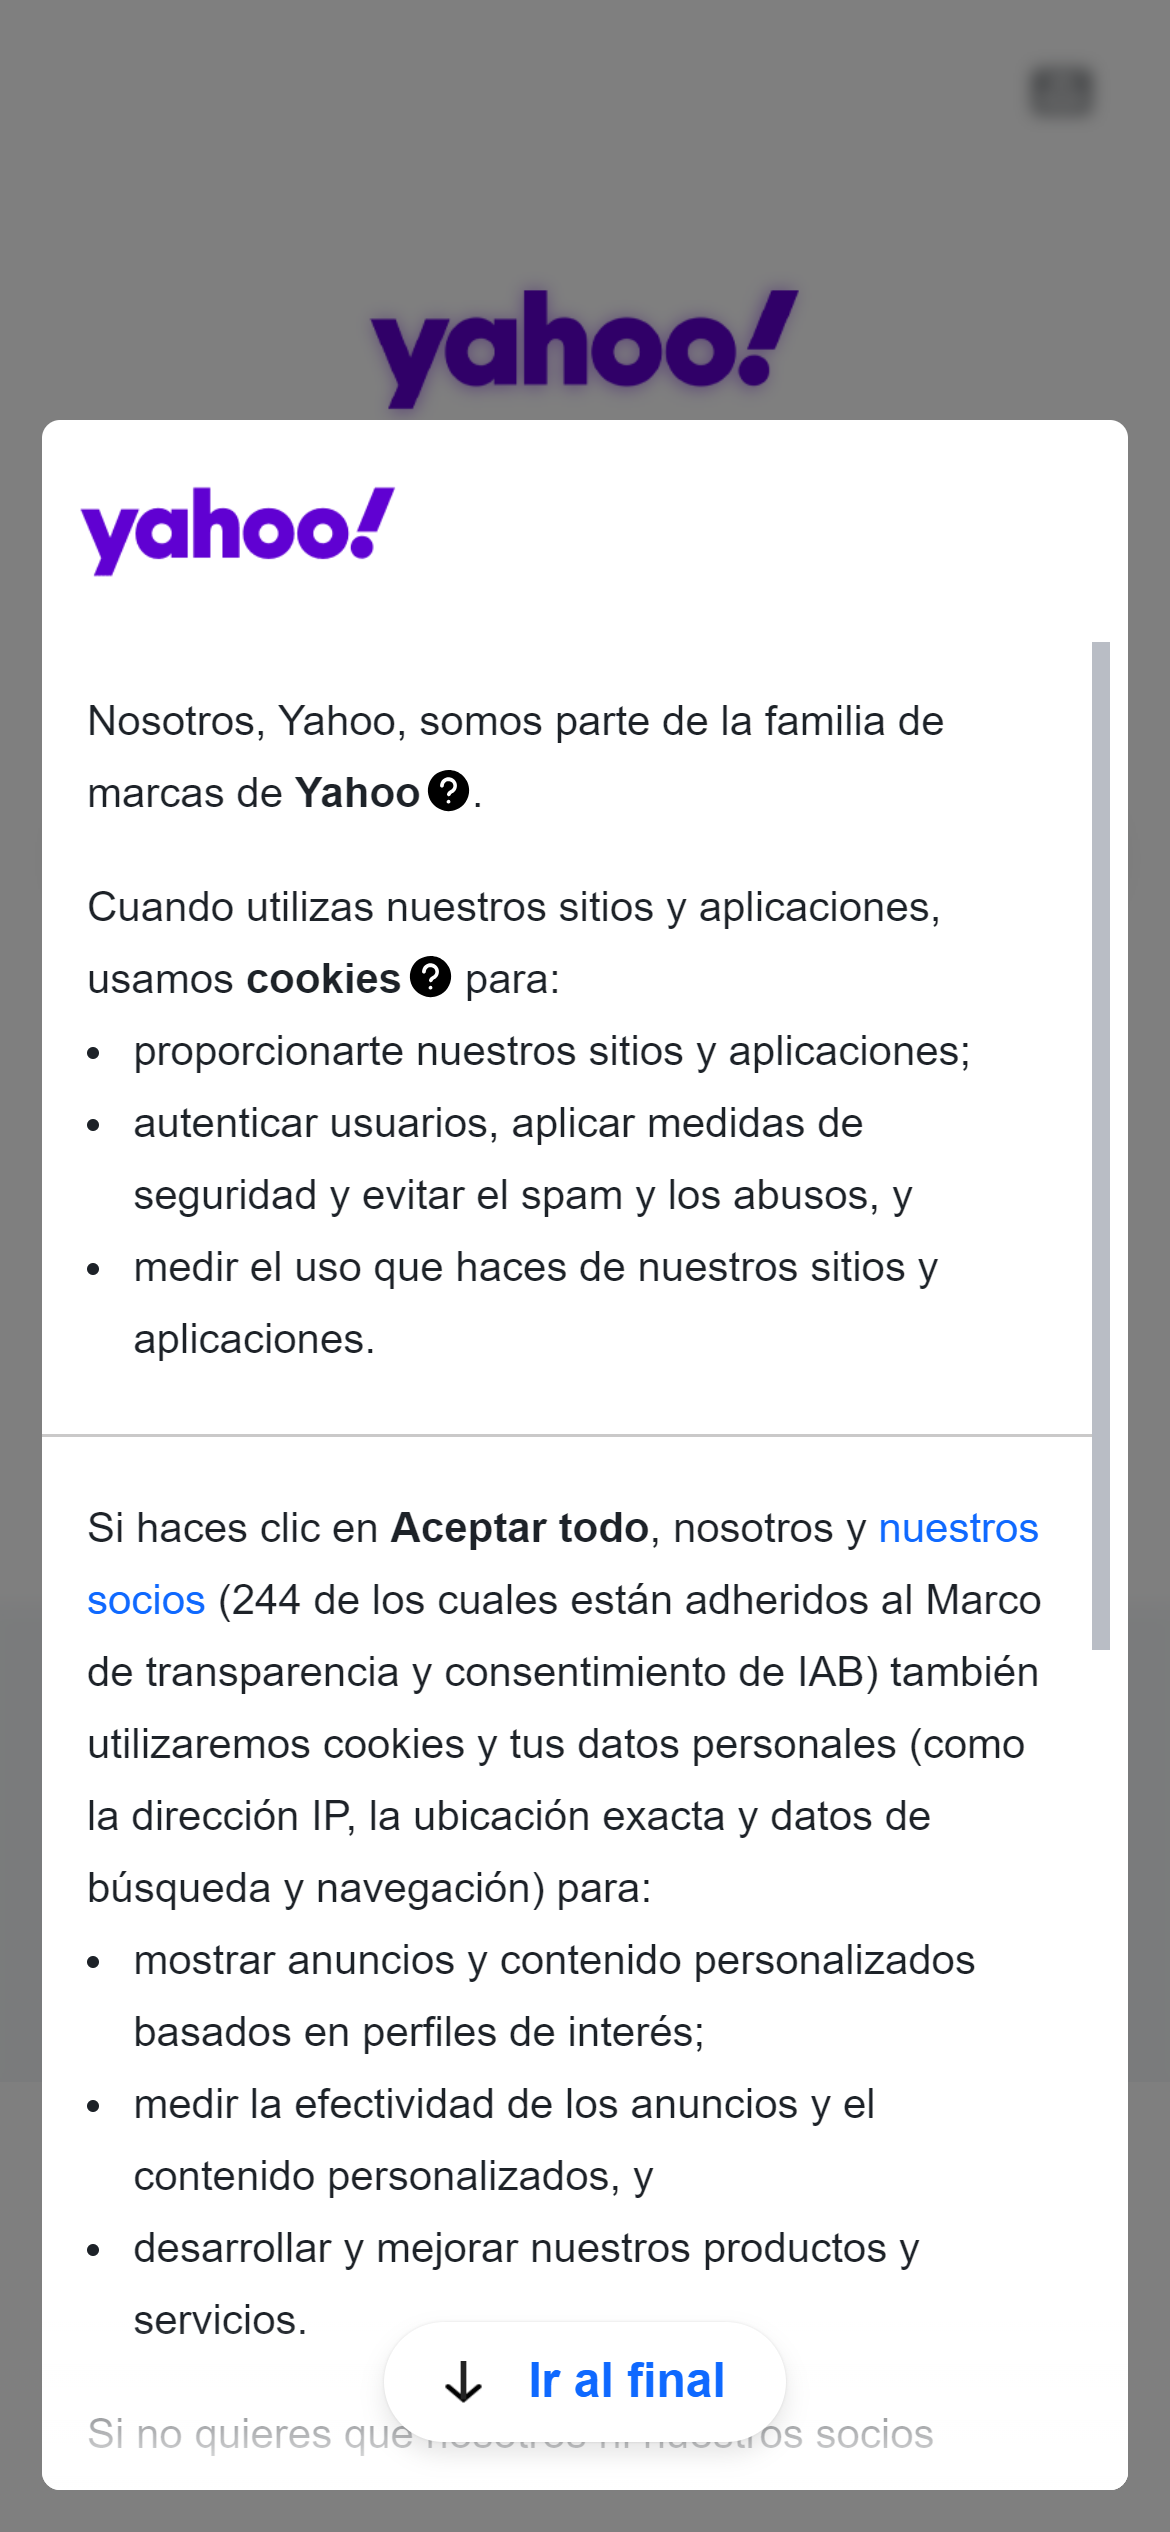 yahoo!
yahoo!
Nosotros, Yahoo, somos parte de la familia de
marcas de Yahoo?.
Cuando utilizas nuestros sitios y aplicaciones,
usamos cookies? para:
• proporcionarte nuestros sitios y aplicaciones;
• autenticar usuarios, aplicar medidas de
seguridad y evitar el spam y los abusos, y
• medir el uso que haces de nuestros sitios y
aplicaciones.
Si haces clic en Aceptar todo, nosotros y nuestros
socios (244 de los cuales están adheridos al Marco
de transparencia y consentimiento de IAB) también
utilizaremos cookies y tus datos personales (como
la dirección IP, la ubicación exacta y datos de
búsqueda y navegación) para:
• mostrar anuncios y contenido personalizados
basados en perfiles de interés;
• medir la efectividad de los anuncios y el
contenido personalizados, y
• desarrollar y mejorar nuestros productos y
servicios.
Ir al final
Si no quieres que nosotros ni nuestros socios